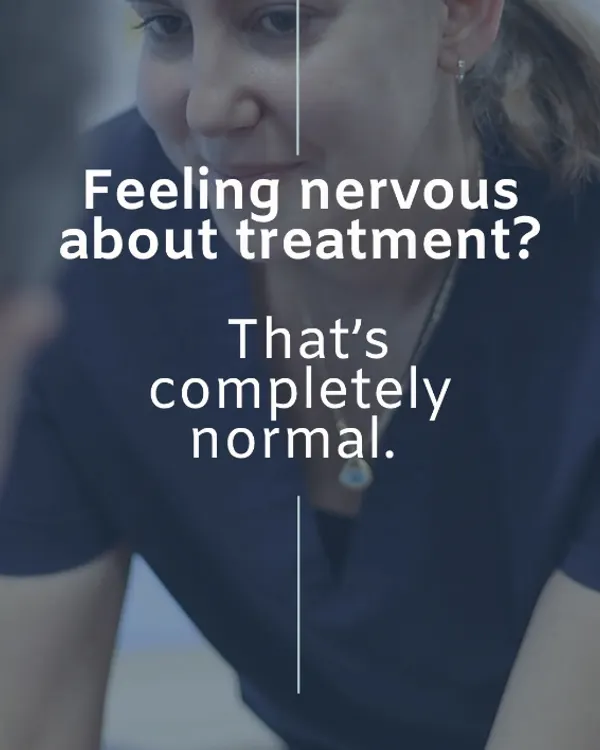 Feeling nervous
about treatment?
That’s
completely
normal.